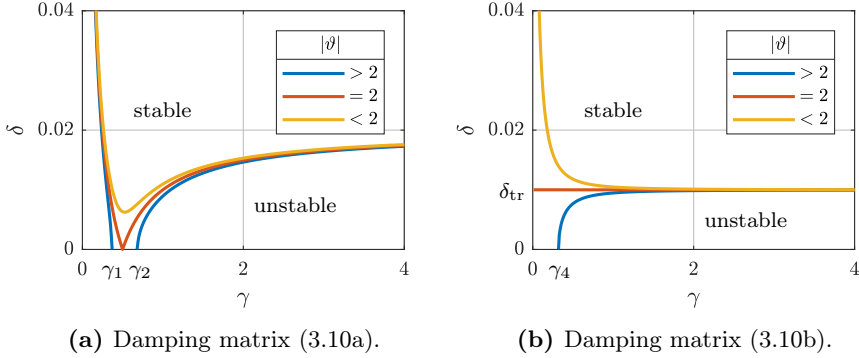 0.04
0.02
0
δ
|ϑ|
> 2
= 2
< 2
stable
unstable
0
γ₁
γ₂
2
4
γ
(a) Damping matrix (3.10a).
0.04
0.02
δtr
0
δ
|ϑ|
> 2
= 2
< 2
stable
unstable
0
γ₄
2
4
γ
(b) Damping matrix (3.10b).